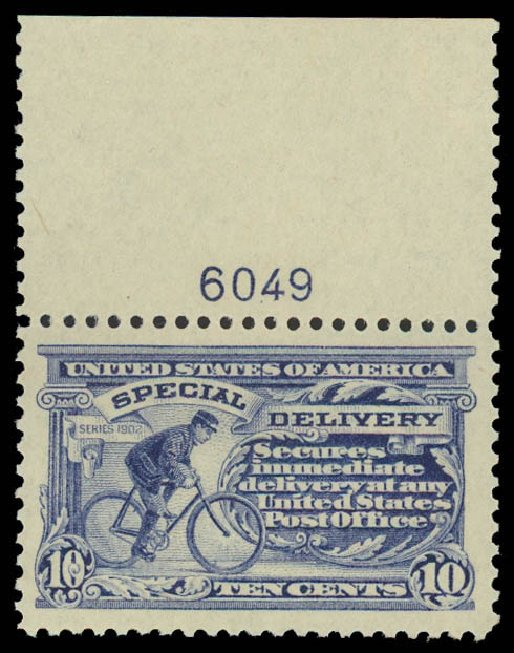 6049
UNITED STATES OF AMERICA
SPECIAL
DELIVERY
SERIES 1902
Secures
immediate
delivery at any
United States
Post Office
10
TEN CENTS
10